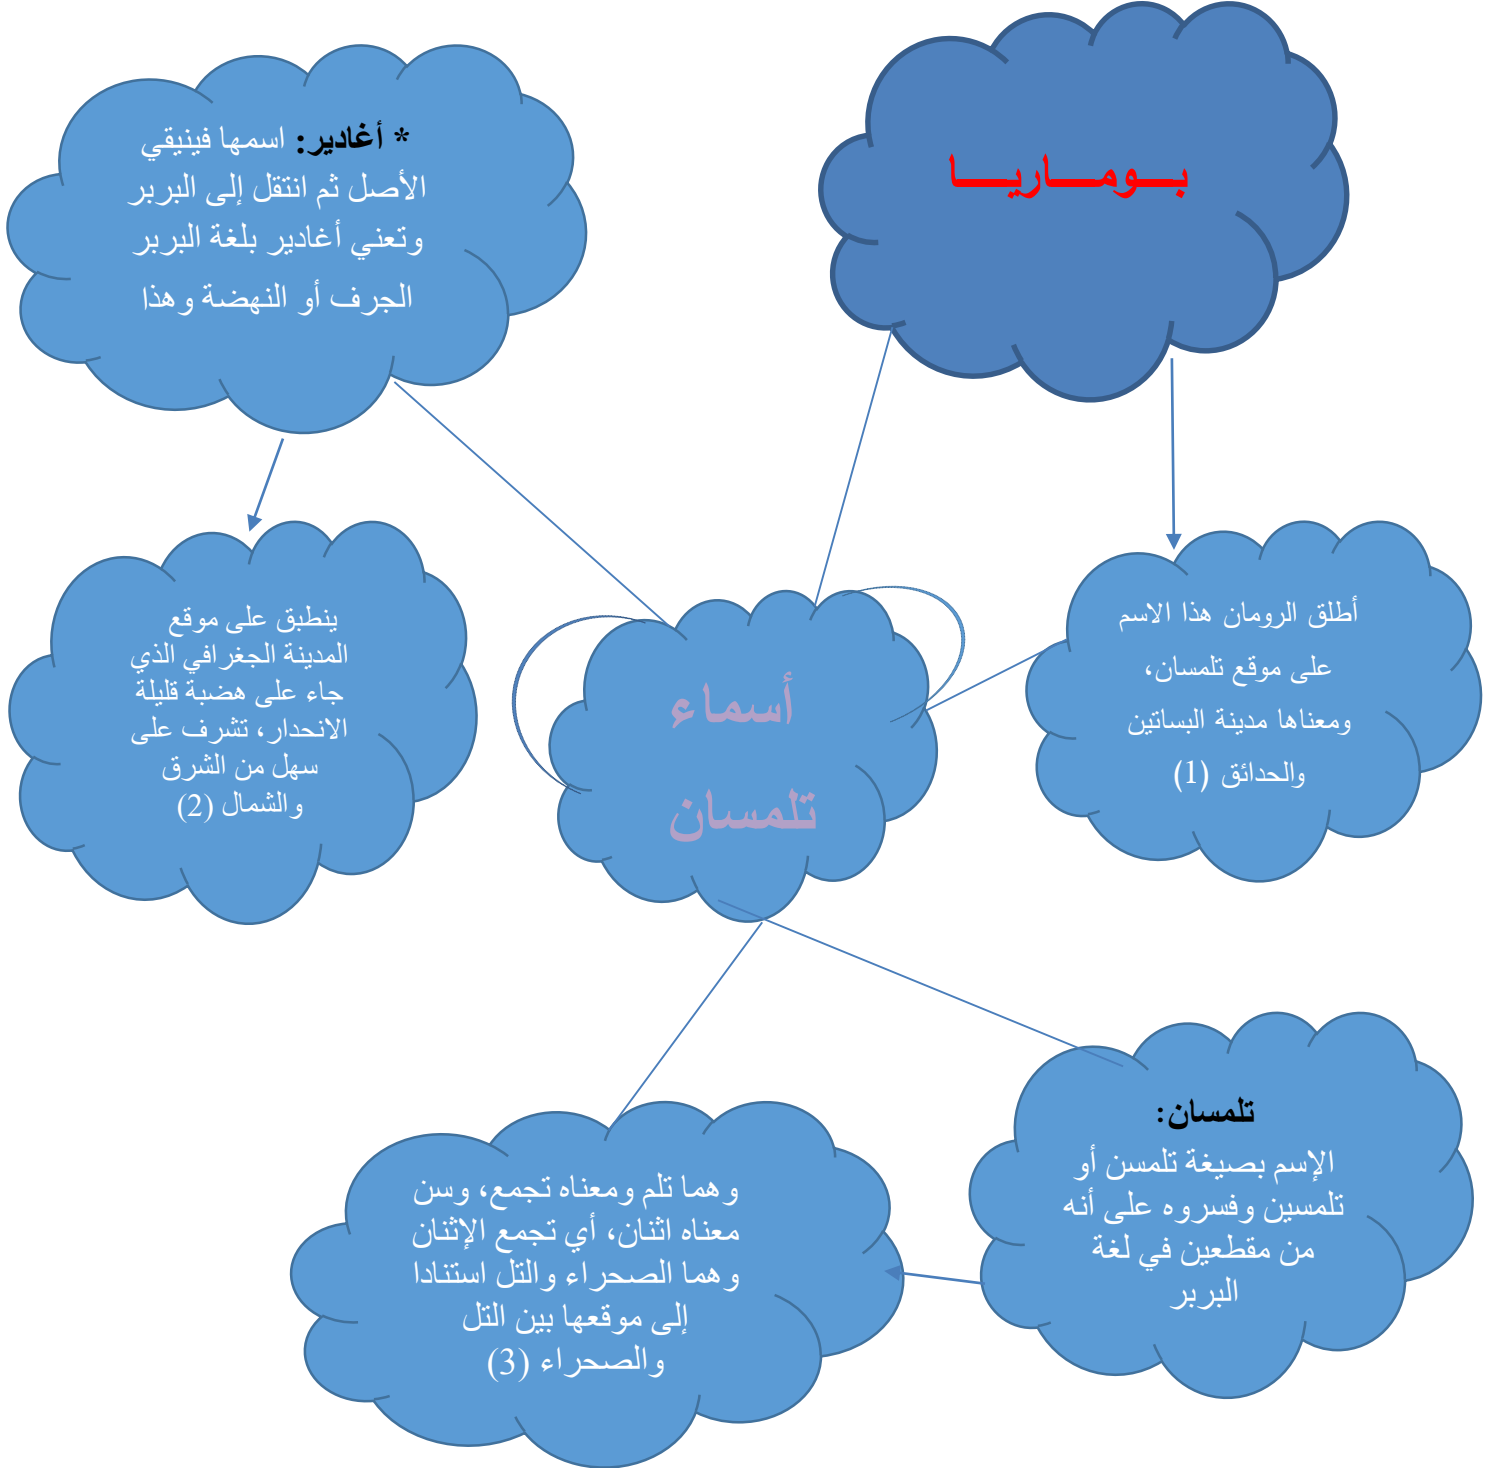 بـــومـــاريـــا
* أغادير: اسمها فينيقي
الأصل ثم انتقل إلى البربر
وتعني أغادير بلغة البربر
الجرف أو النهضة وهذا
أطلق الرومان هذا الاسم
على موقع تلمسان،
ومعناها مدينة البساتين
والحدائق (1)
أسماء
تلمسان
ينطبق على موقع
المدينة الجغرافي الذي
جاء على هضبة قليلة
الانحدار، تشرف على
سهل من الشرق
والشمال (2)
تلمسان:
الإسم بصيغة تلمسن أو
تلمسين وفسروه على أنه
من مقطعين في لغة
البربر
وهما تلم ومعناه تجمع، وسن
معناه اثنان، أي تجمع الإثنان
وهما الصحراء والتل استنادا
إلى موقعها بين التل
والصحراء (3)